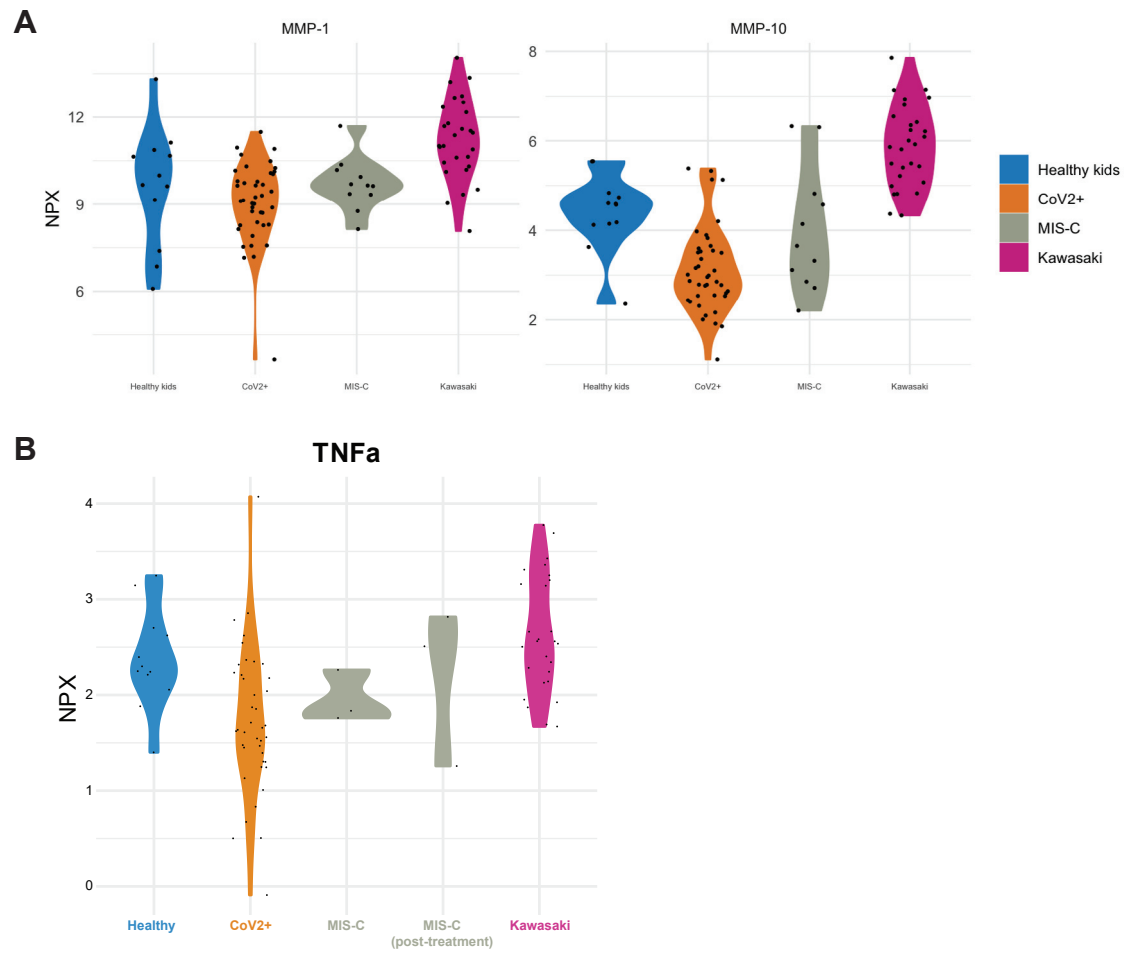 A
MMP-1
MMP-10
NPX
12
9
6
8
6
4
2
Healthy kids
CoV2+
MIS-C
Kawasaki
Healthy kids
CoV2+
MIS-C
Kawasaki
Healthy kids
CoV2+
MIS-C
Kawasaki
B
TNFa
NPX
4
3
2
1
0
Healthy
CoV2+
MIS-C
MIS-C
(post-treatment)
Kawasaki